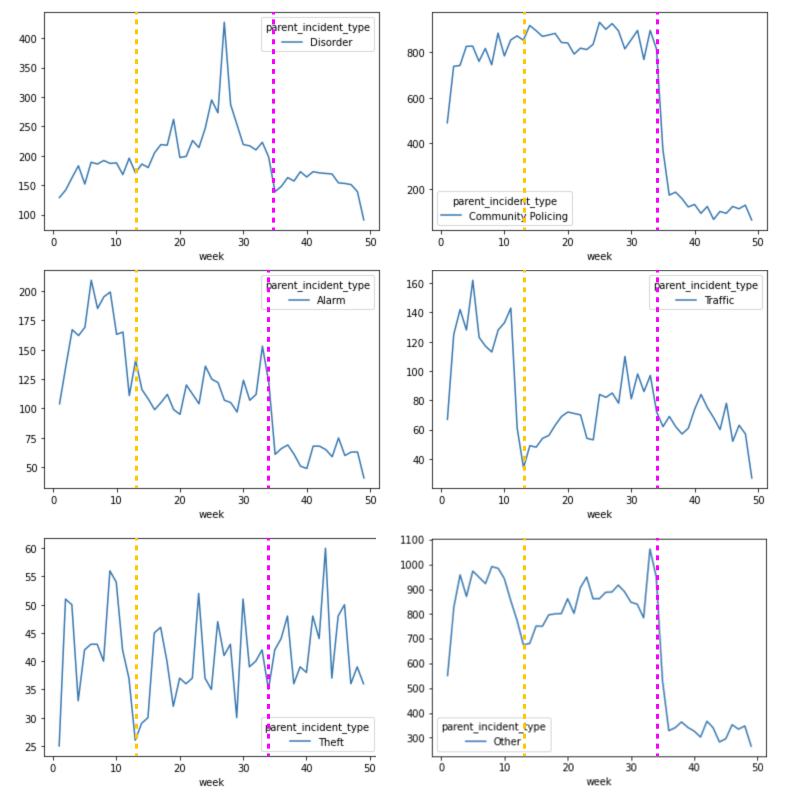 400
350
300
250
200
150
100
parent_incident_type
Disorder
0 10 20 30 40 50
week
800
600
400
200
parent_incident_type
Community Policing
0 10 20 30 40 50
week
200
175
150
125
100
75
50
parent_incident_type
Alarm
0 10 20 30 40 50
week
160
140
120
100
80
60
40
parent_incident_type
Traffic
0 10 20 30 40 50
week
60
55
50
45
40
35
30
25
parent_incident_type
Theft
0 10 20 30 40 50
week
1100
1000
900
800
700
600
500
400
300
parent_incident_type
Other
0 10 20 30 40 50
week